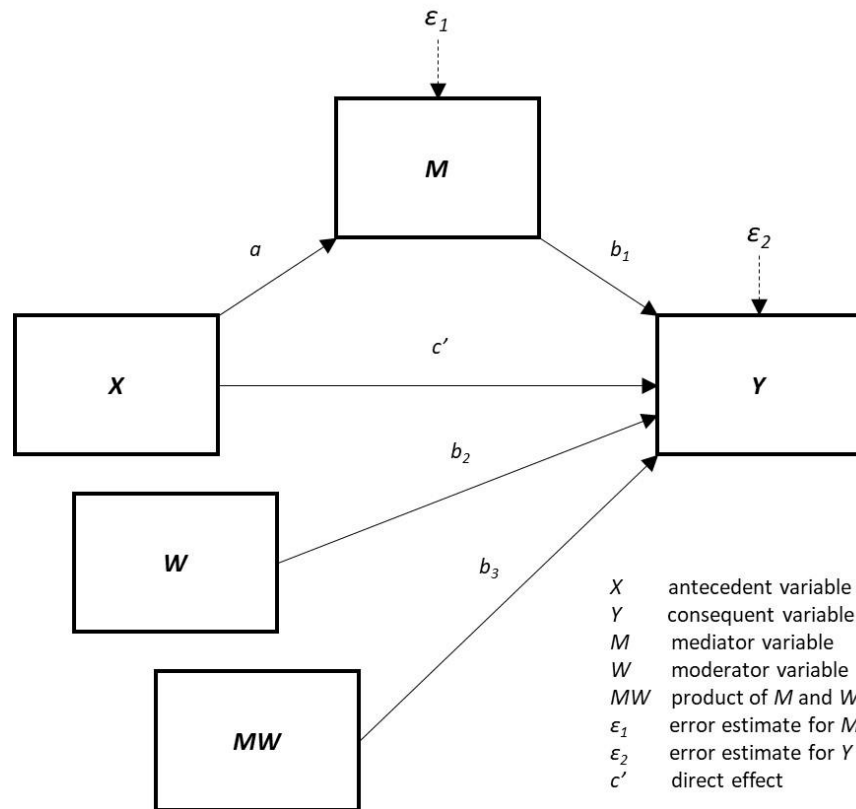 ε1
M
a
b1
ε2
X
c’
Y
b2
W
b3
MW
X antecedent variable
Y consequent variable
M mediator variable
W moderator variable
MW product of M and W
ε1 error estimate for M
ε2 error estimate for Y
c’ direct effect